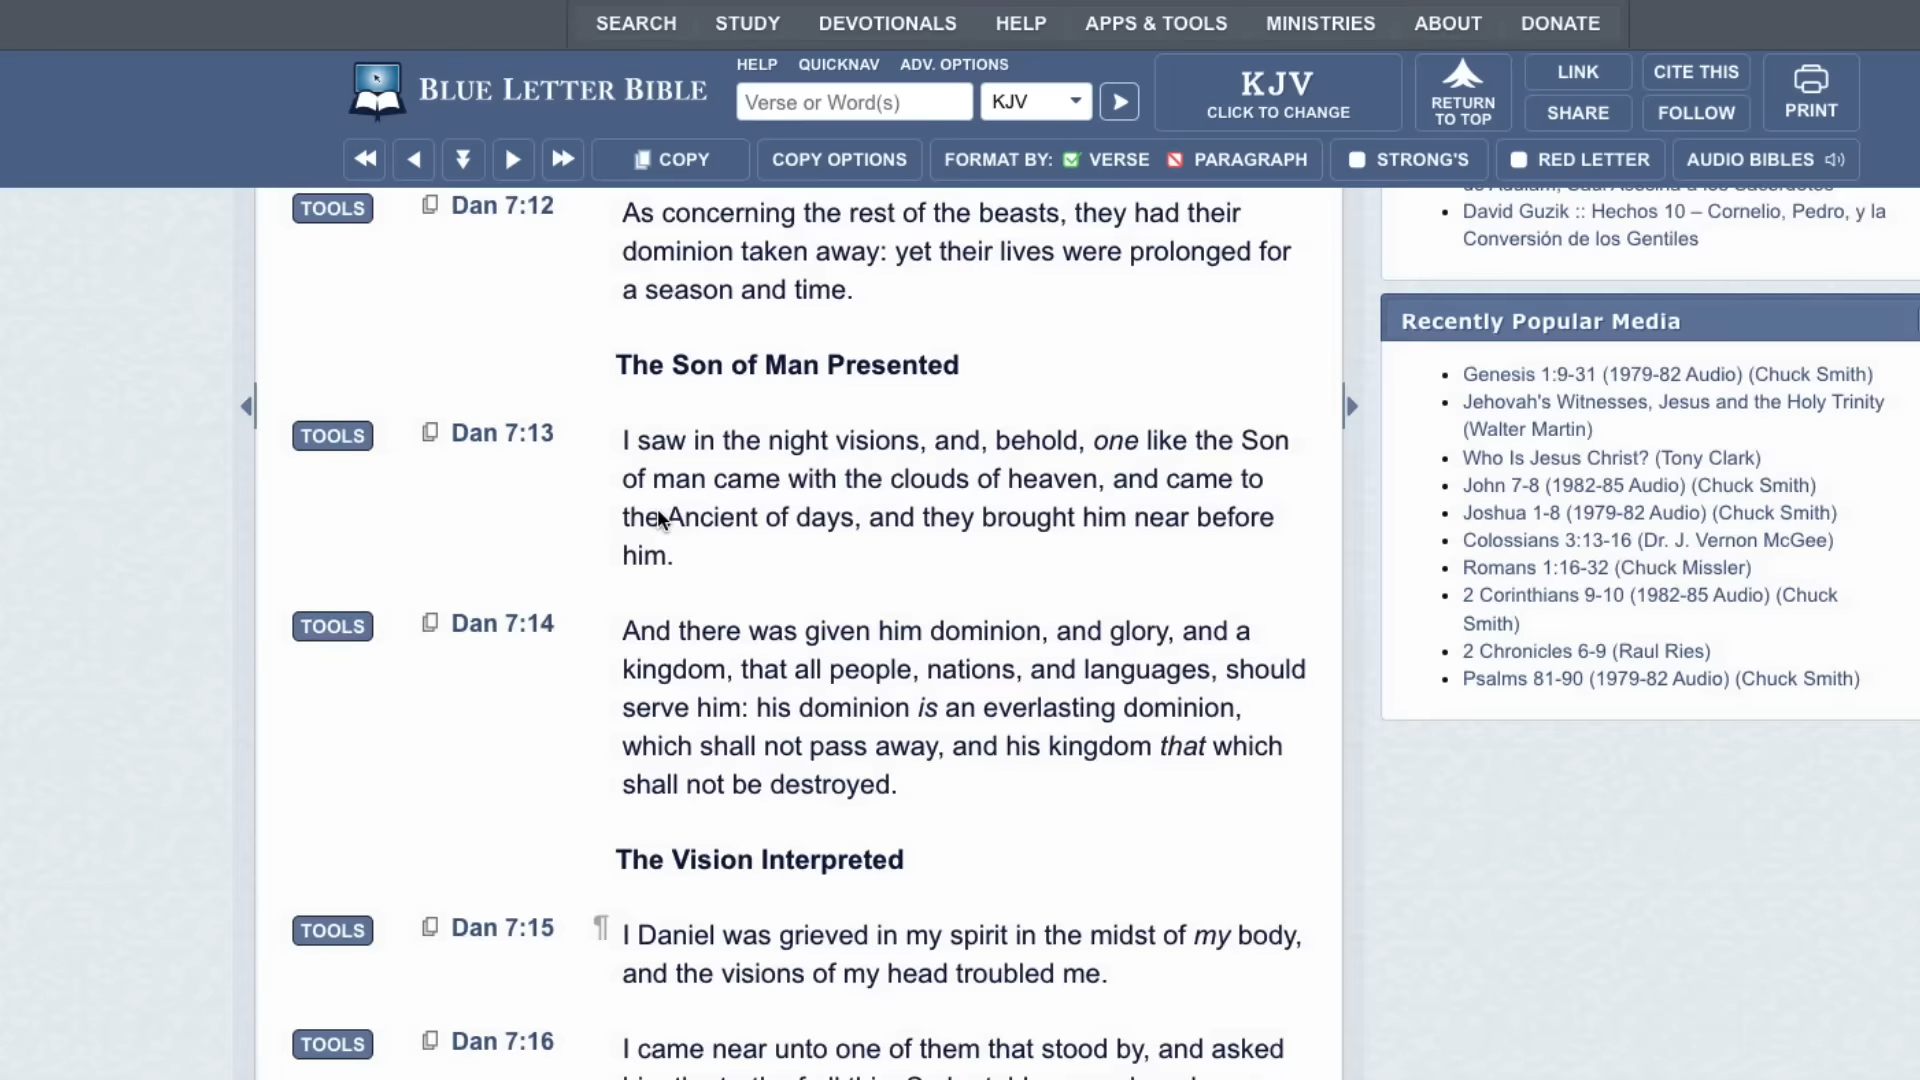 SEARCH STUDY DEVOTIONALS HELP APPS & TOOLS MINISTRIES ABOUT DONATE
BLUE LETTER BIBLE
HELP QUICKNAV ADV. OPTIONS
Verse or Word(s) KJV
KJV
CLICK TO CHANGE
RETURN
TO TOP
LINK CITE THIS
SHARE FOLLOW
PRINT
COPY COPY OPTIONS FORMAT BY: VERSE PARAGRAPH STRONG'S RED LETTER AUDIO BIBLES
TOOLS Dan 7:12 As concerning the rest of the beasts, they had their
dominion taken away: yet their lives were prolonged for
a season and time.
The Son of Man Presented
TOOLS Dan 7:13 I saw in the night visions, and, behold, one like the Son
of man came with the clouds of heaven, and came to
the Ancient of days, and they brought him near before
him.
TOOLS Dan 7:14 And there was given him dominion, and glory, and a
kingdom, that all people, nations, and languages, should
serve him: his dominion is an everlasting dominion,
which shall not pass away, and his kingdom that which
shall not be destroyed.
The Vision Interpreted
TOOLS Dan 7:15 ¶ I Daniel was grieved in my spirit in the midst of my body,
and the visions of my head troubled me.
TOOLS Dan 7:16 I came near unto one of them that stood by, and asked
David Guzik :: Hechos 10 – Cornelio, Pedro, y la
Conversión de los Gentiles
Recently Popular Media
Genesis 1:9-31 (1979-82 Audio) (Chuck Smith)
Jehovah's Witnesses, Jesus and the Holy Trinity
(Walter Martin)
Who Is Jesus Christ? (Tony Clark)
John 7-8 (1982-85 Audio) (Chuck Smith)
Joshua 1-8 (1979-82 Audio) (Chuck Smith)
Colossians 3:13-16 (Dr. J. Vernon McGee)
Romans 1:16-32 (Chuck Missler)
2 Corinthians 9-10 (1982-85 Audio) (Chuck
Smith)
2 Chronicles 6-9 (Raul Ries)
Psalms 81-90 (1979-82 Audio) (Chuck Smith)